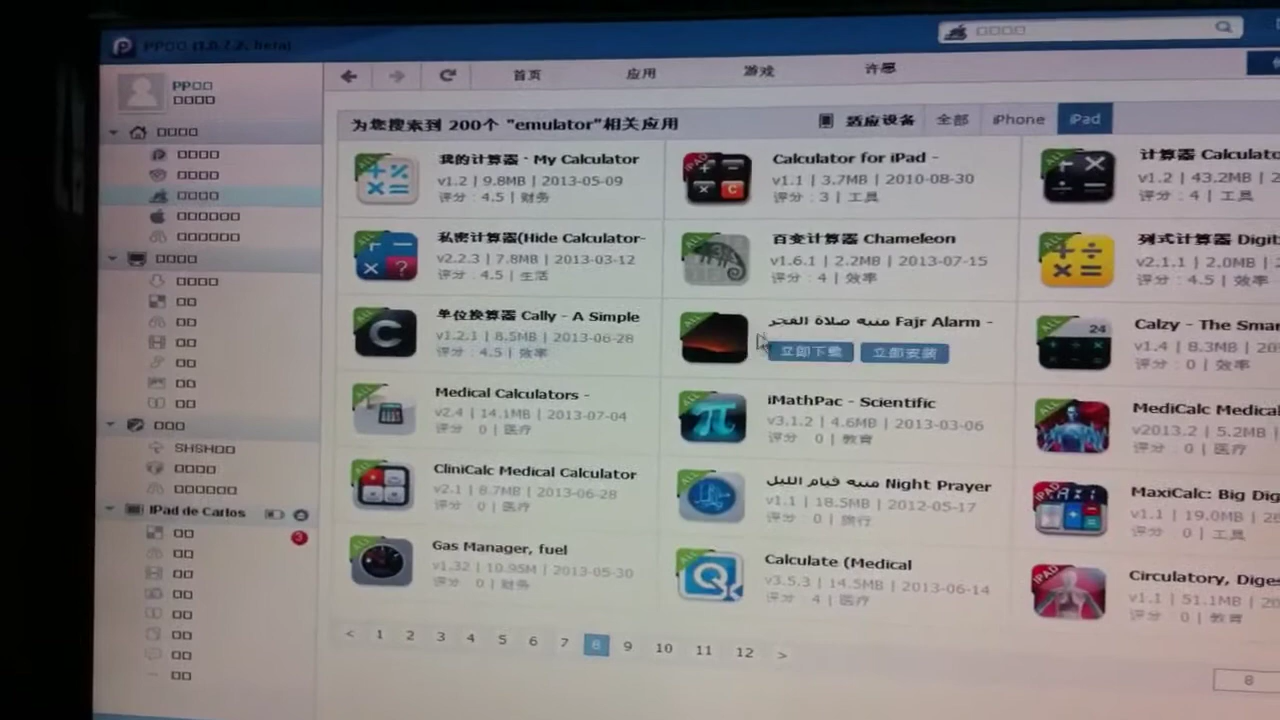 PP□□ (1.0.2.2, beta)
□□□□
PP□□
□□□□
首页
应用
游戏
许愿
□□□□
□□□□
□□□□
□□□□
□□□□□□
□□□□□□
□□□□
□□□□
□□
□□
□□
□□
□□
□□
□□□
SHSH□□
□□□□
□□□□□□
iPad de Carlos
3
□□
□□
□□
□□
□□
□□
□□
□□
为您搜索到 200个 "emulator"相关应用
适应设备
全部
iPhone
iPad
我的计算器 · My Calculator
v1.2 | 9.8MB | 2013-05-09
评分 : 4.5 | 财务
Calculator for iPad -
v1.1 | 3.7MB | 2010-08-30
评分 : 3 | 工具
计算器 Calculato
v1.2 | 43.2MB | 2
评分 : 4 | 工具
私密计算器(Hide Calculator-
v2.2.3 | 7.8MB | 2013-03-12
评分 : 4.5 | 生活
百变计算器 Chameleon
v1.6.1 | 2.2MB | 2013-07-15
评分 : 4 | 效率
列式计算器 Digit
v2.1.1 | 2.0MB |
评分 : 4.5 | 效率
单位换算器 Cally - A Simple
v1.2.1 | 8.5MB | 2013-06-28
评分 : 4.5 | 效率
منبه صلاة الفجر Fajr Alarm -
立即下载
立即安装
24
Calzy - The Smar
v1.4 | 8.3MB | 20
评分 : 0 | 效率
Medical Calculators -
v2.4 | 14.1MB | 2013-07-04
评分 0 | 医疗
iMathPac - Scientific
v3.1.2 | 4.6MB | 2013-03-06
评分 0 | 教育
MediCalc Medical
v2013.2 | 5.2MB |
评分 : 0 | 医疗
CliniCalc Medical Calculator
v2.1 | 8.7MB | 2013-06-28
评分 : 0 | 医疗
منبه قيام الليل Night Prayer
v1.1 | 18.5MB | 2012-05-17
评分 : 0 | 旅行
MaxiCalc: Big Dig
v1.1 | 19.0MB | 2
评分 : 0 | 工具
Gas Manager, fuel
v1.32 | 10.95M | 2013-05-30
评分 : 0 | 财务
Calculate (Medical
v3.5.3 | 14.5MB | 2013-06-14
评分 : 4 | 医疗
Circulatory, Diges
v1.1 | 51.1MB | 20
评分 : 0 | 教育
< 1 2 3 4 5 6 7 8 9 10 11 12 >
8